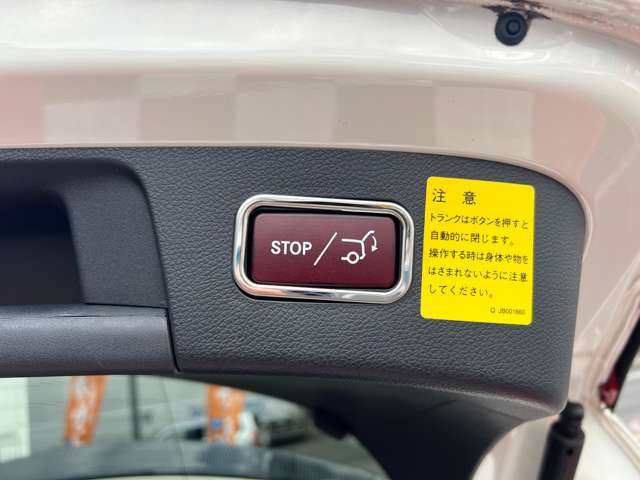 STOP /
注 意
トランクはボタンを押すと
自動的に閉じます。
操作する時は身体や物を
はさまれないように注意
してください。
Q JB001660